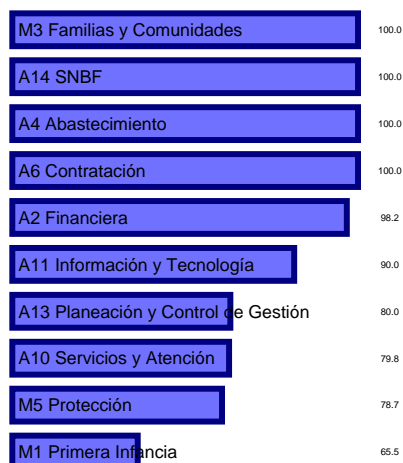 M3 Familias y Comunidades 100.0
A14 SNBF 100.0
A4 Abastecimiento 100.0
A6 Contratación 100.0
A2 Financiera 98.2
A11 Información y Tecnología 90.0
A13 Planeación y Control de Gestión 80.0
A10 Servicios y Atención 79.8
M5 Protección 78.7
M1 Primera Infancia 65.5